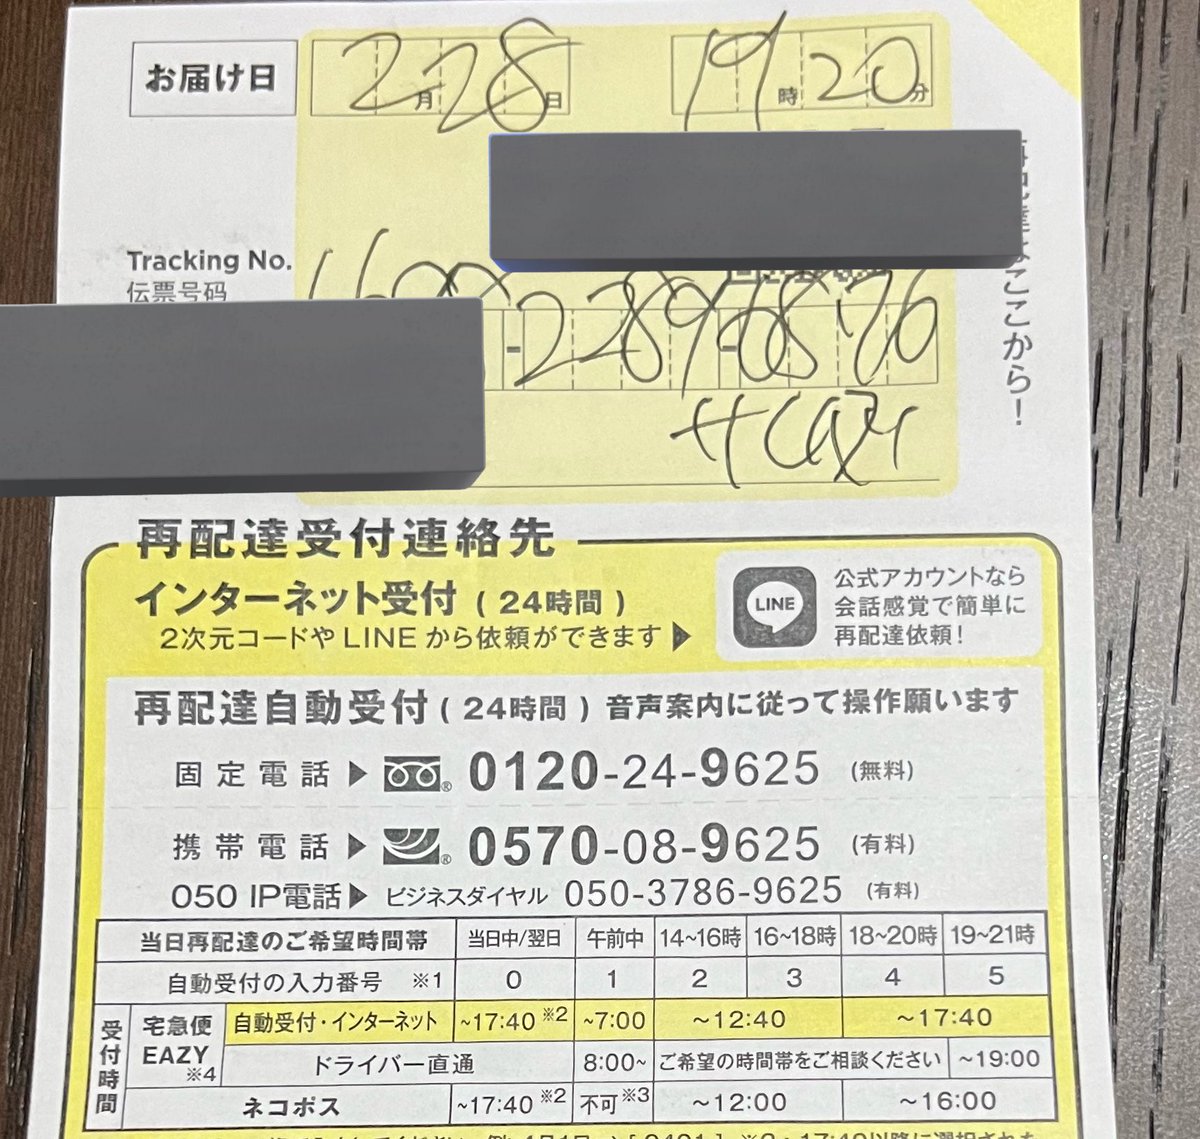 お届け日 2月28日 19時20分
再配達はここから!
Tracking No.
伝票号码
-2289-6876
再配達受付連絡先
インターネット受付 (24時間)
2次元コードやLINEから依頼ができます▶
LINE
公式アカウントなら
会話感覚で簡単に
再配達依頼!
再配達自動受付(24時間) 音声案内に従って操作願います
固定電話▶ 0120-24-9625 (無料)
携帯電話▶ 0570-08-9625 (有料)
050 IP電話▶ ビジネスダイヤル 050-3786-9625 (有料)
当日再配達のご希望時間帯 当日中/翌日 午前中 14~16時 16~18時 18~20時 19~21時
自動受付の入力番号 ※1 0 1 2 3 4 5
受付時間
宅急便
EAZY
※4
自動受付・インターネット ~17:40 ※2 ~7:00 ~12:40 ~17:40
ドライバー直通 8:00~ ご希望の時間帯をご相談ください ~19:00
ネコポス ~17:40 ※2 不可※3 ~12:00 ~16:00